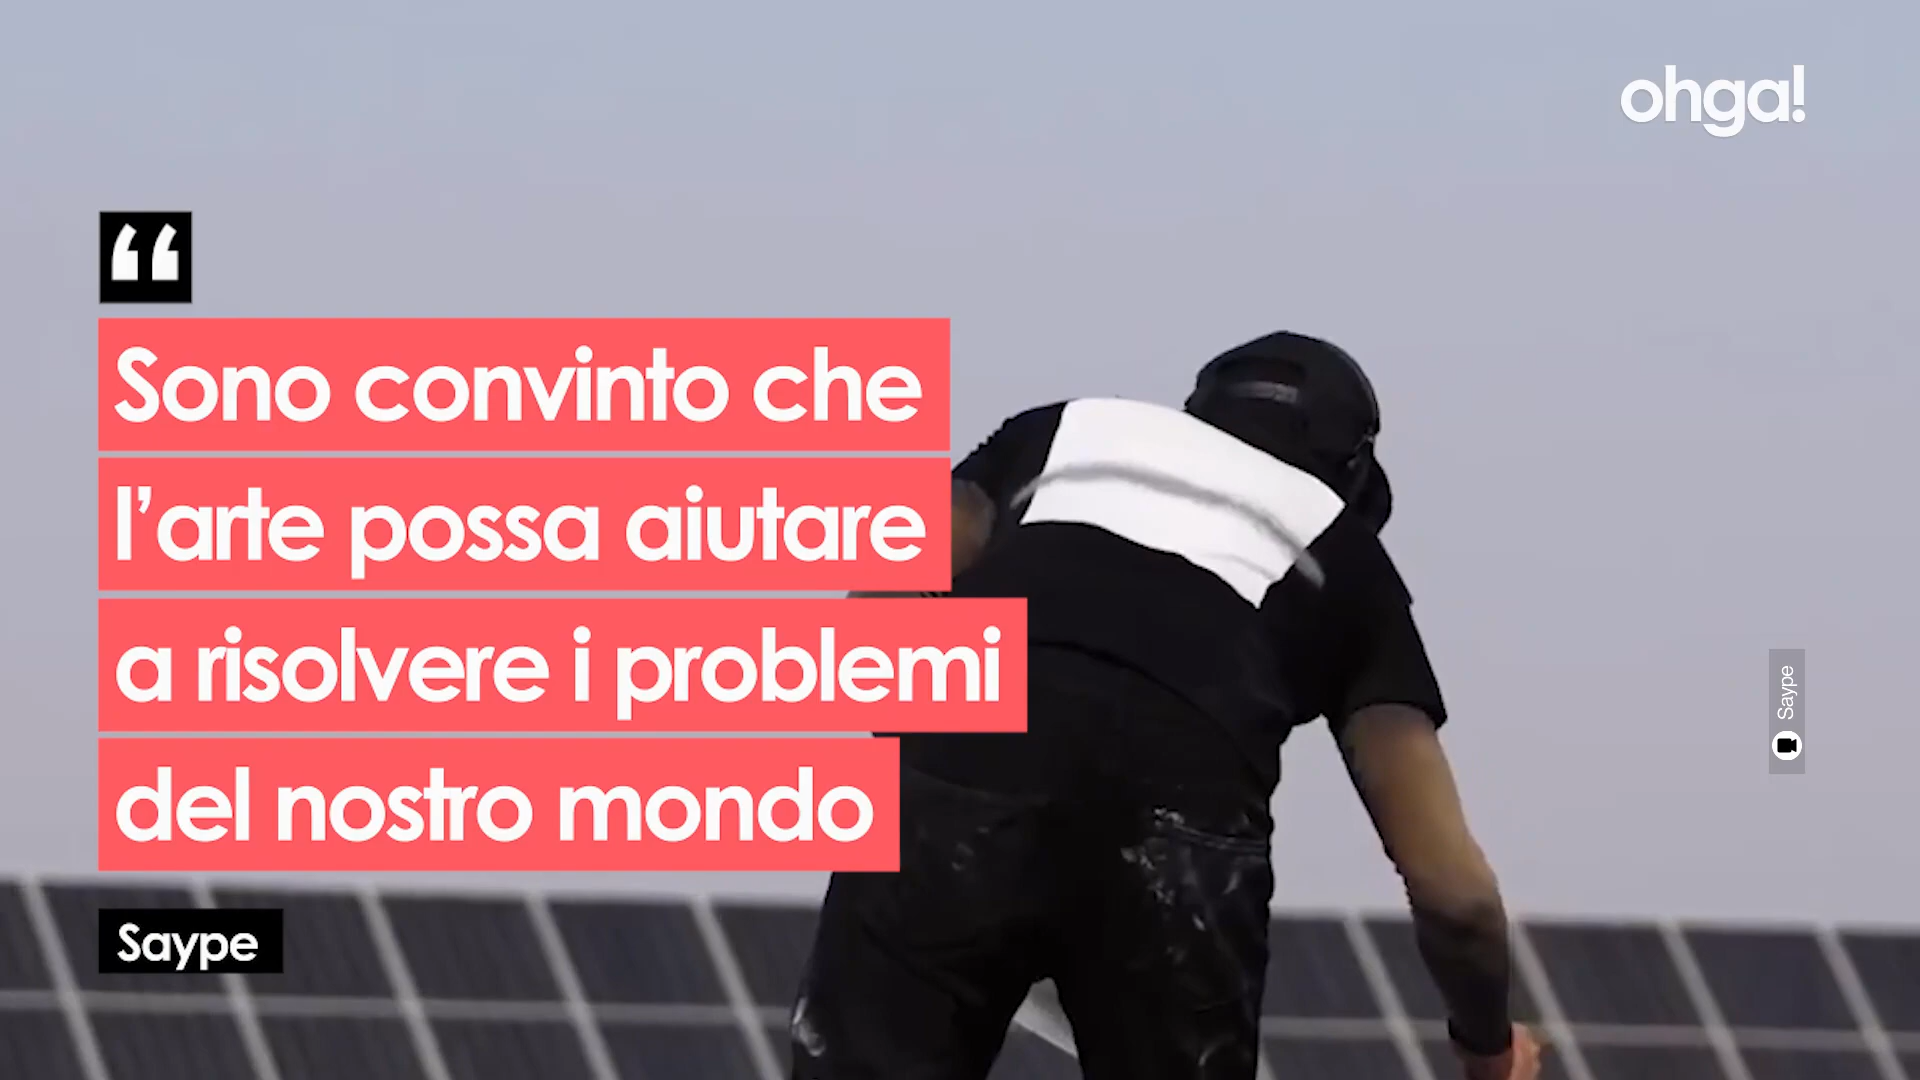 ohga!
“
Sono convinto che
l’arte possa aiutare
a risolvere i problemi
del nostro mondo
Saype
Saype